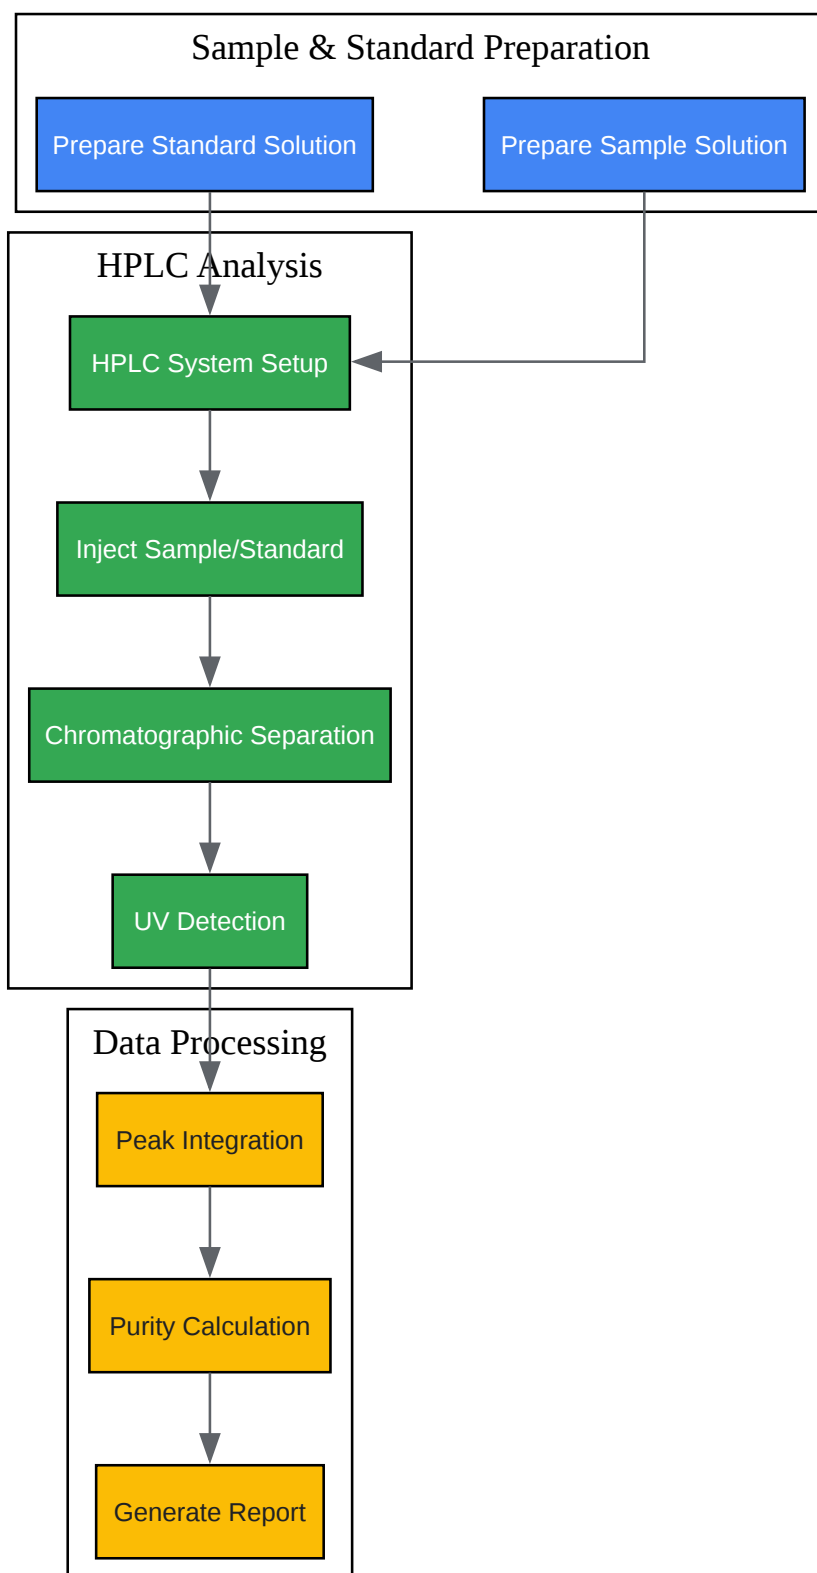 Sample & Standard Preparation
Prepare Standard Solution
Prepare Sample Solution
HPLC Analysis
HPLC System Setup
Inject Sample/Standard
Chromatographic Separation
UV Detection
Data Processing
Peak Integration
Purity Calculation
Generate Report